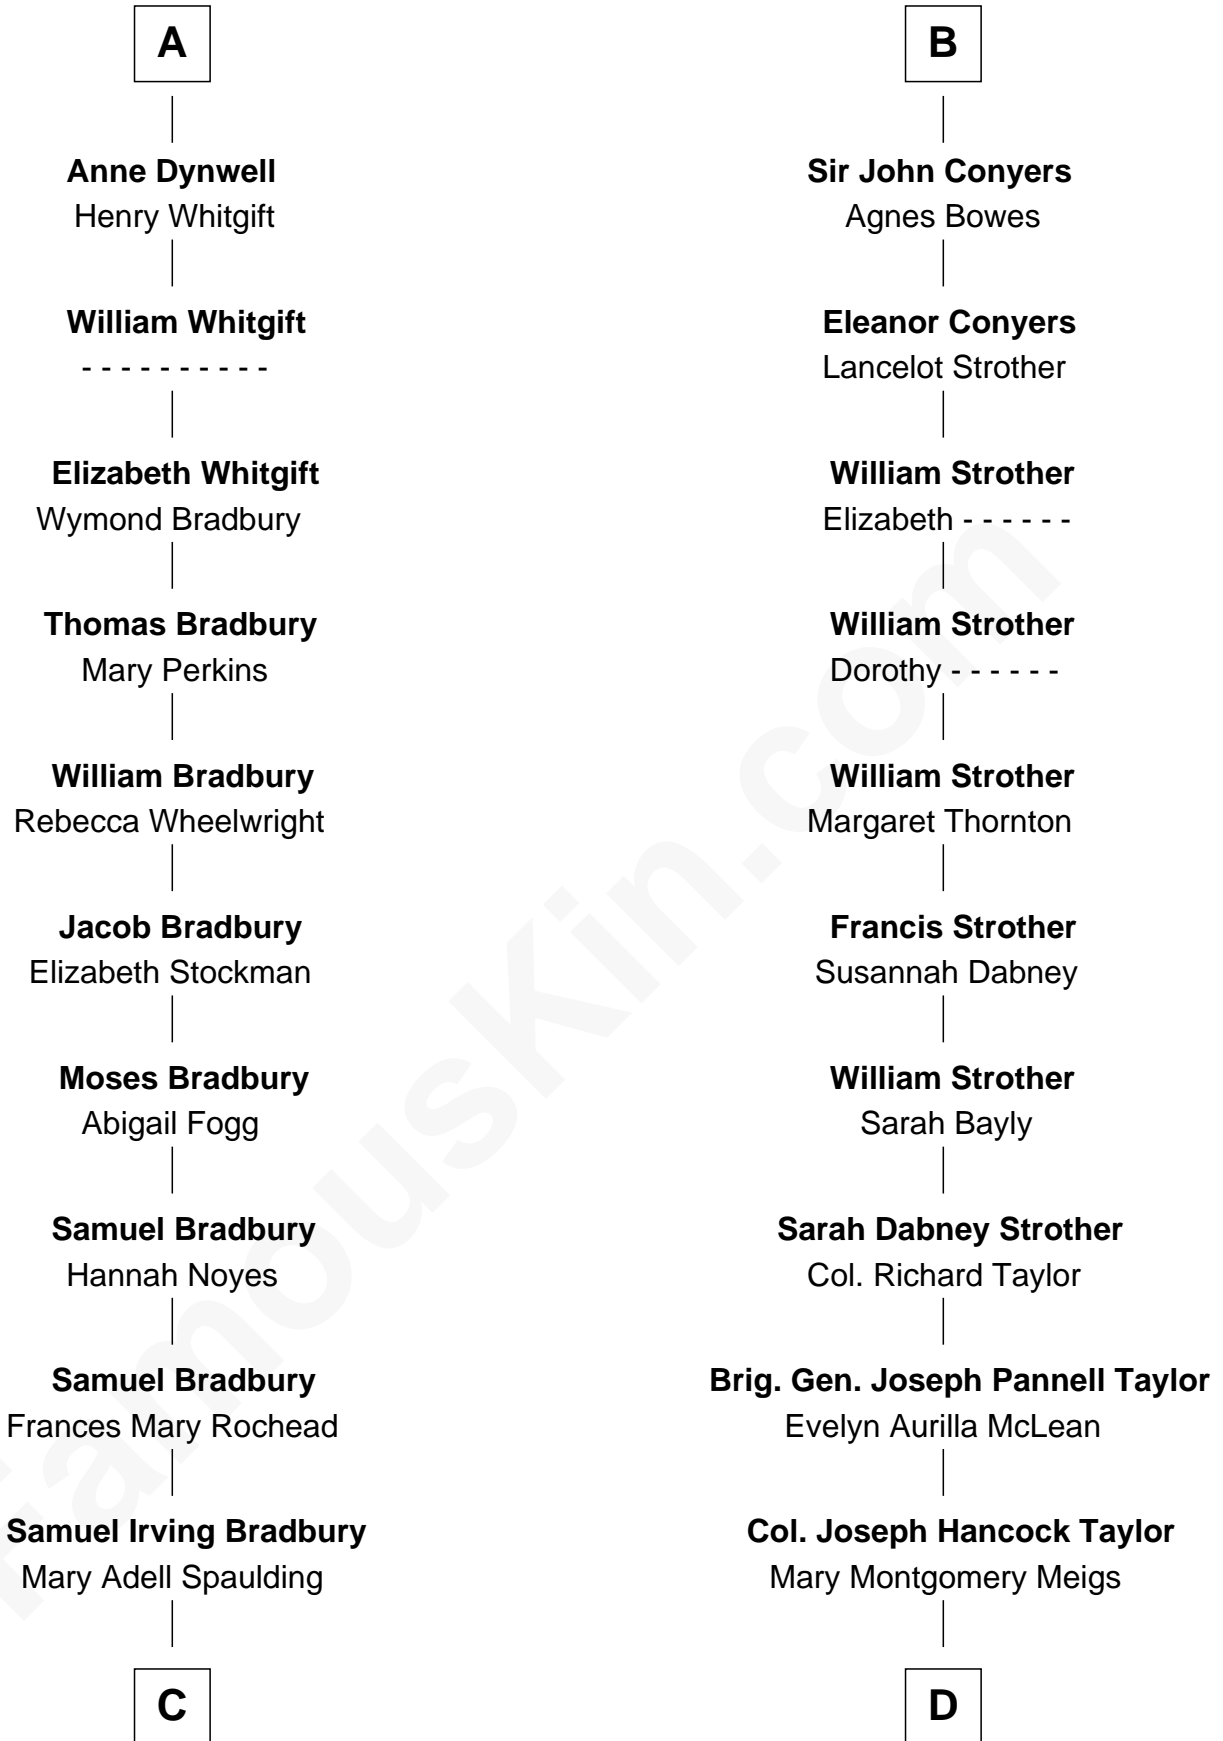 A
Anne Dynwell
Henry Whitgift
William Whitgift
- - - - - - - - - -
Elizabeth Whitgift
Wymond Bradbury
Thomas Bradbury
Mary Perkins
William Bradbury
Rebecca Wheelwright
Jacob Bradbury
Elizabeth Stockman
Moses Bradbury
Abigail Fogg
Samuel Bradbury
Hannah Noyes
Samuel Bradbury
Frances Mary Rochead
Samuel Irving Bradbury
Mary Adell Spaulding
C
B
Sir John Conyers
Agnes Bowes
Eleanor Conyers
Lancelot Strother
William Strother
Elizabeth - - - - - -
William Strother
Dorothy - - - - - -
William Strother
Margaret Thornton
Francis Strother
Susannah Dabney
William Strother
Sarah Bayly
Sarah Dabney Strother
Col. Richard Taylor
Brig. Gen. Joseph Pannell Taylor
Evelyn Aurilla McLean
Col. Joseph Hancock Taylor
Mary Montgomery Meigs
D
FamousKin.com